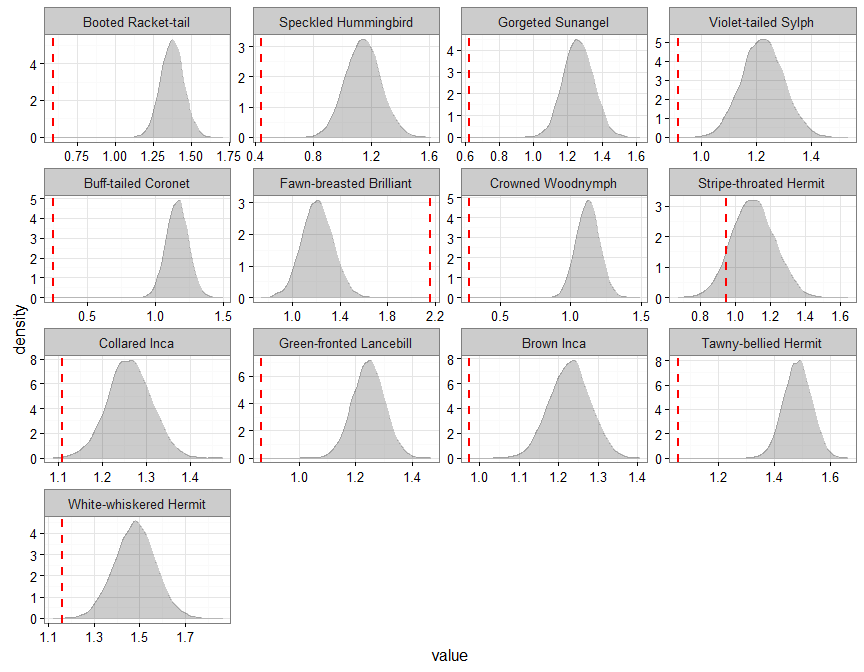 Booted Racket-tail Speckled Hummingbird Gorgeted Sunangel Violet-tailed Sylph
4 2 0 3 2 1 0 4 3 2 1 0 5 4 3 2 1 0
0.75 1.00 1.25 1.50 1.75 0.4 0.8 1.2 1.6 0.6 0.8 1.0 1.2 1.4 1.6 1.0 1.2 1.4
Buff-tailed Coronet Fawn-breasted Brilliant Crowned Woodnymph Stripe-throated Hermit
5 4 3 2 1 0 3 2 1 0 5 4 3 2 1 0 3 2 1 0
0.5 1.0 1.5 1.0 1.4 1.8 2.2 0.5 1.0 1.5 0.8 1.0 1.2 1.4 1.6
density
Collared Inca Green-fronted Lancebill Brown Inca Tawny-bellied Hermit
8 6 4 2 0 6 4 2 0 8 6 4 2 0 8 6 4 2 0
1.1 1.2 1.3 1.4 1.0 1.2 1.4 1.0 1.1 1.2 1.3 1.4 1.2 1.4 1.6
White-whiskered Hermit
4 3 2 1 0
1.1 1.3 1.5 1.7
value